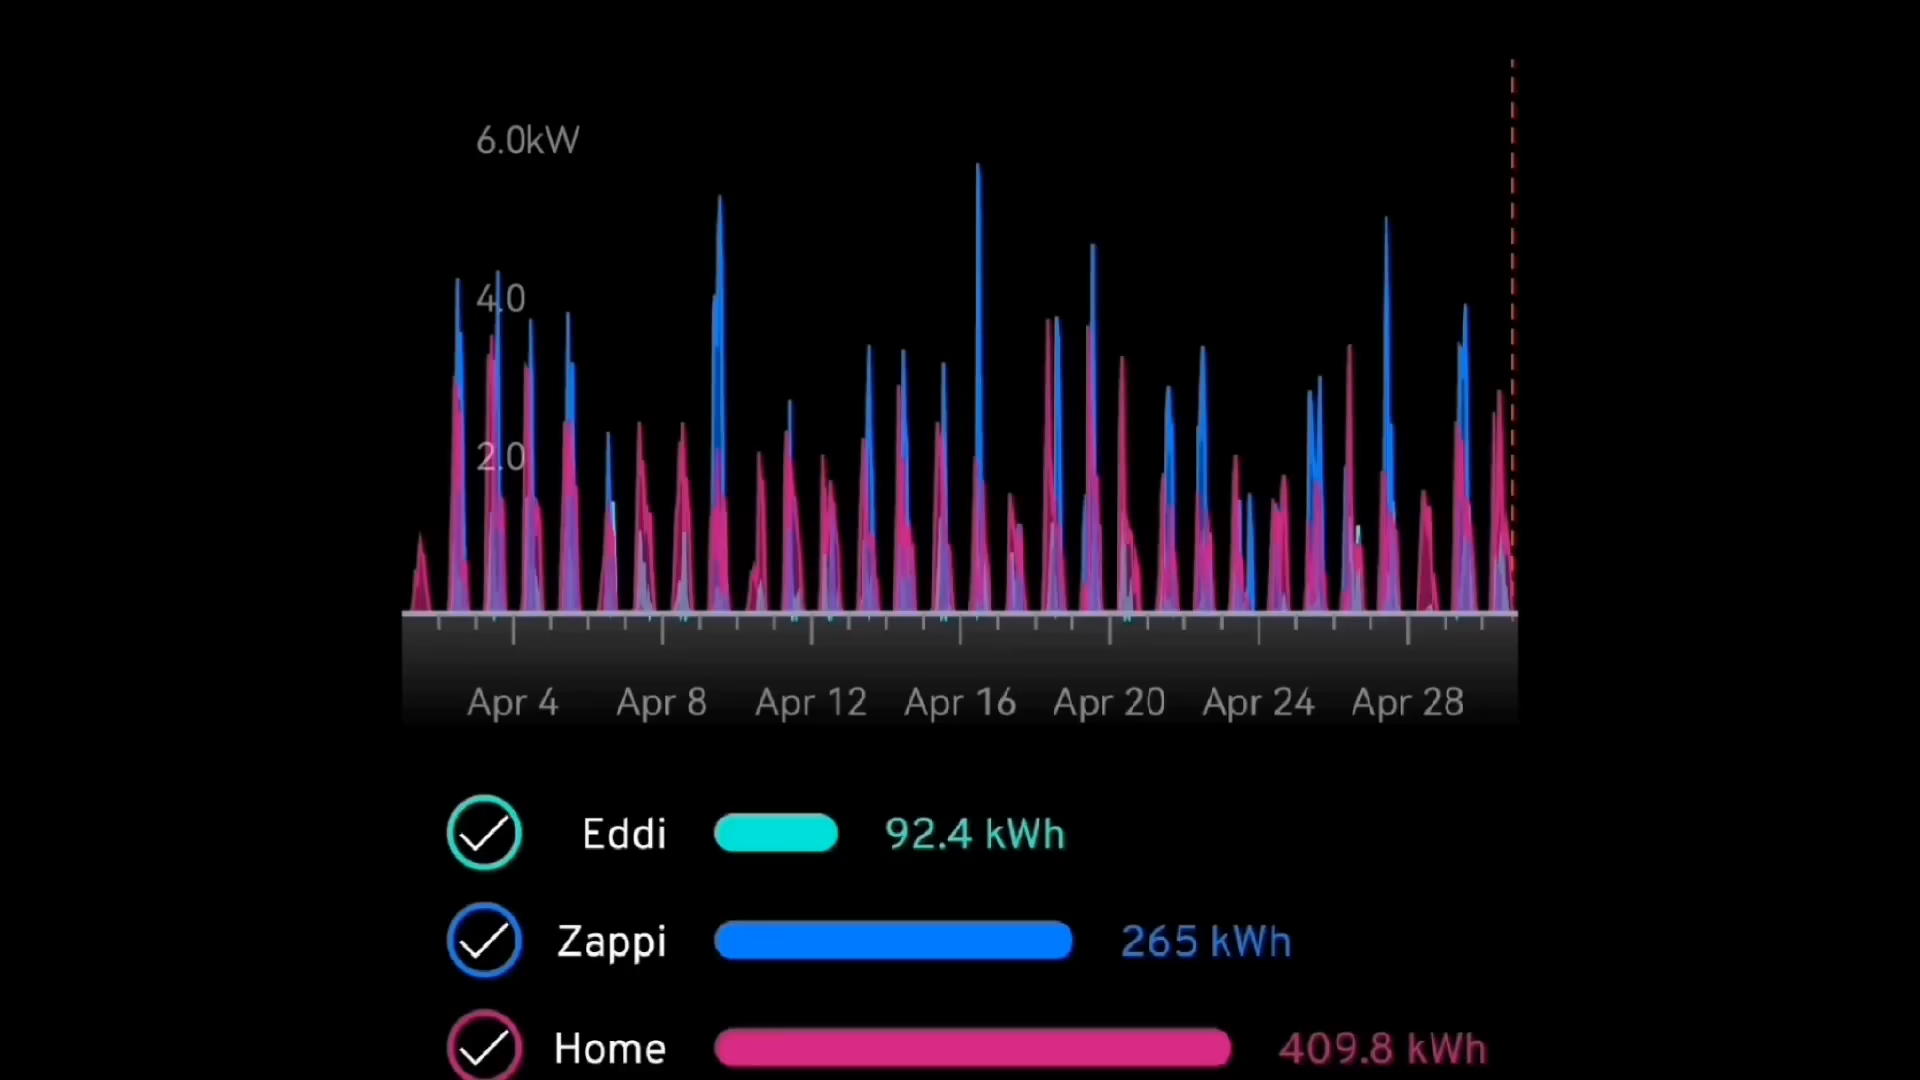 6.0kW
4.0
2.0
Apr 4 Apr 8 Apr 12 Apr 16 Apr 20 Apr 24 Apr 28
Eddi 92.4 kWh
Zappi 265 kWh
Home 409.8 kWh